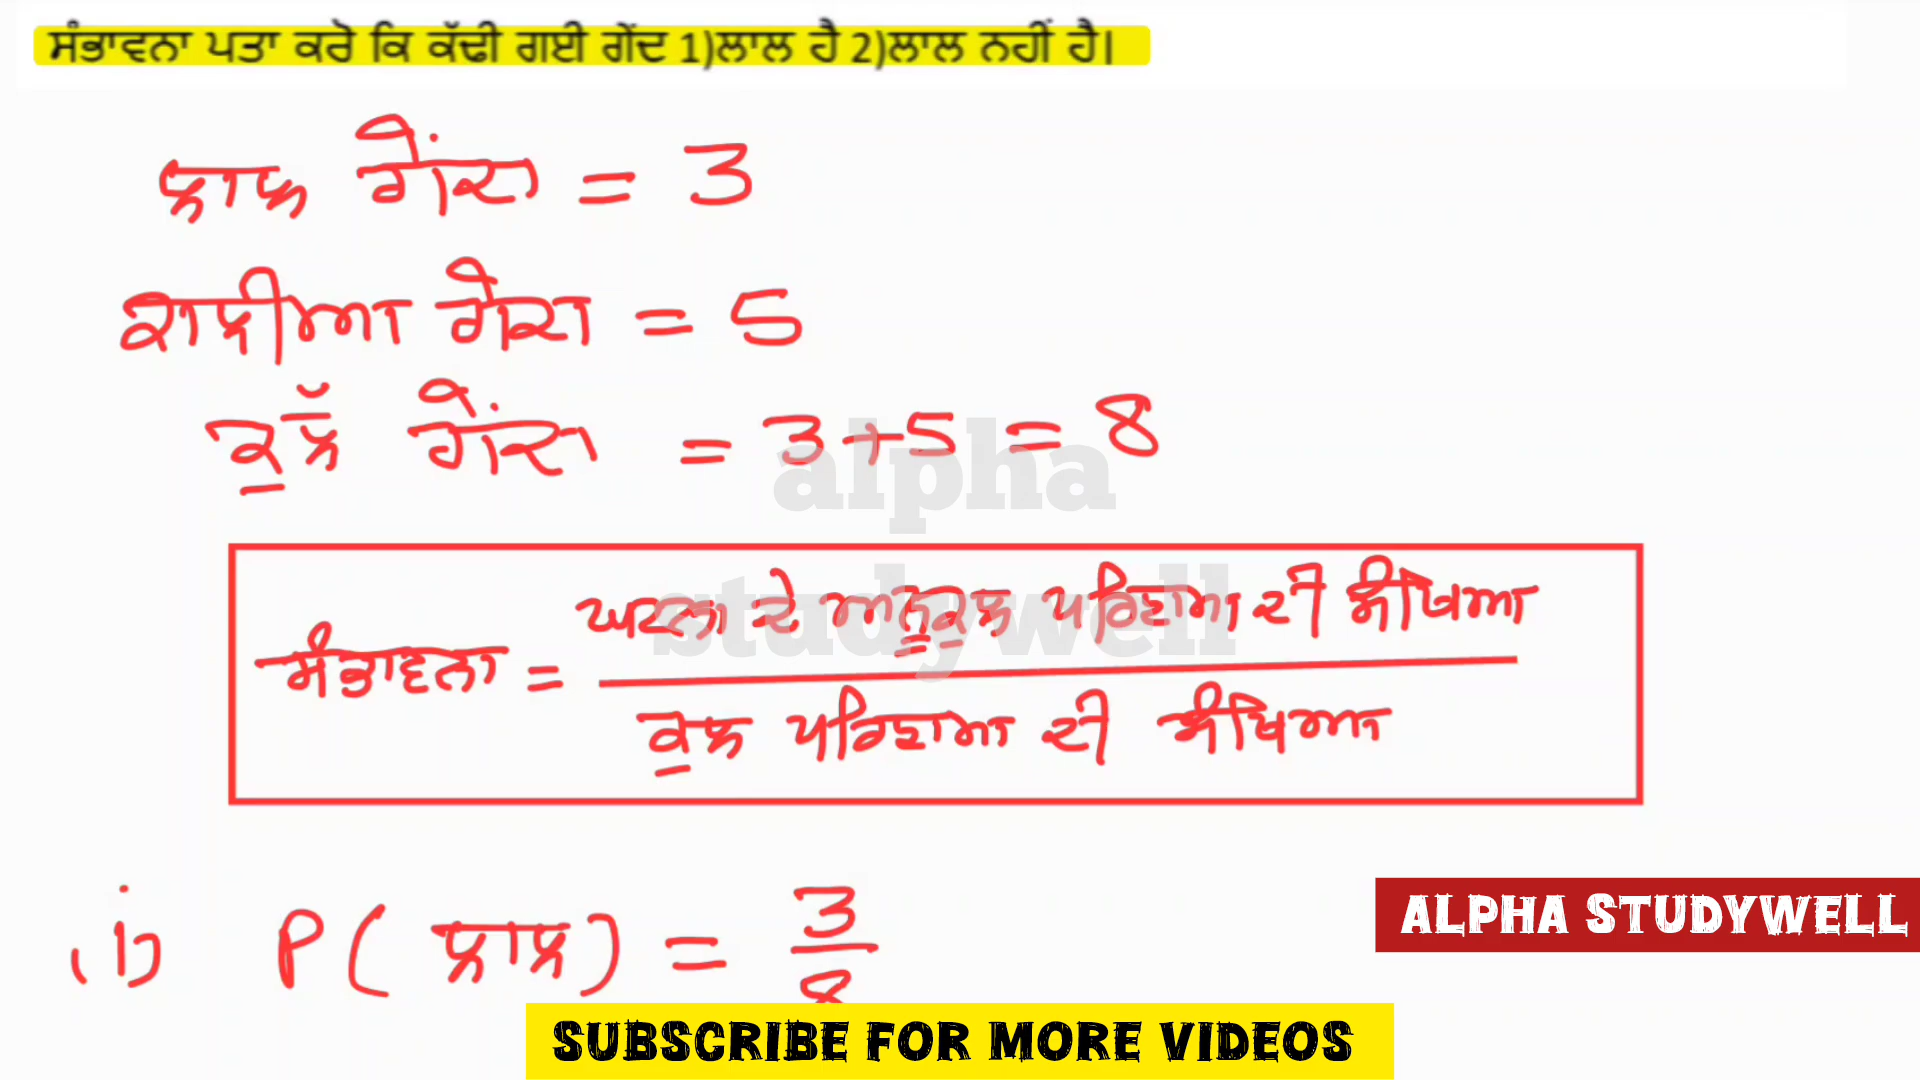 ਸੰਭਾਵਨਾ ਪਤਾ ਕਰੋ ਕਿ ਕੱਢੀ ਗਈ ਗੇਂਦ 1)ਲਾਲ ਹੈ 2)ਲਾਲ ਨਹੀਂ ਹੈ।
ਲਾਲ ਗੇਂਦਾ = 3
ਕਾਲੀਆ ਗੇਦਾ = 5
ਕੁੱਲ ਗੇਂਦਾ = 3+5 = 8
alpha
studywell
ਸੰਭਾਵਨਾ = ਘਟਨਾ ਦੇ ਅਨੂਕੂਲ ਪਰਿਣਾਮਾ ਦੀ ਸੰਖਿਆ
ਕੁਲ ਪਰਿਣਾਮਾ ਦੀ ਸੰਖਿਆ
(i) P(ਲਾਲ) = 3/8
ALPHA STUDYWELL
SUBSCRIBE FOR MORE VIDEOS